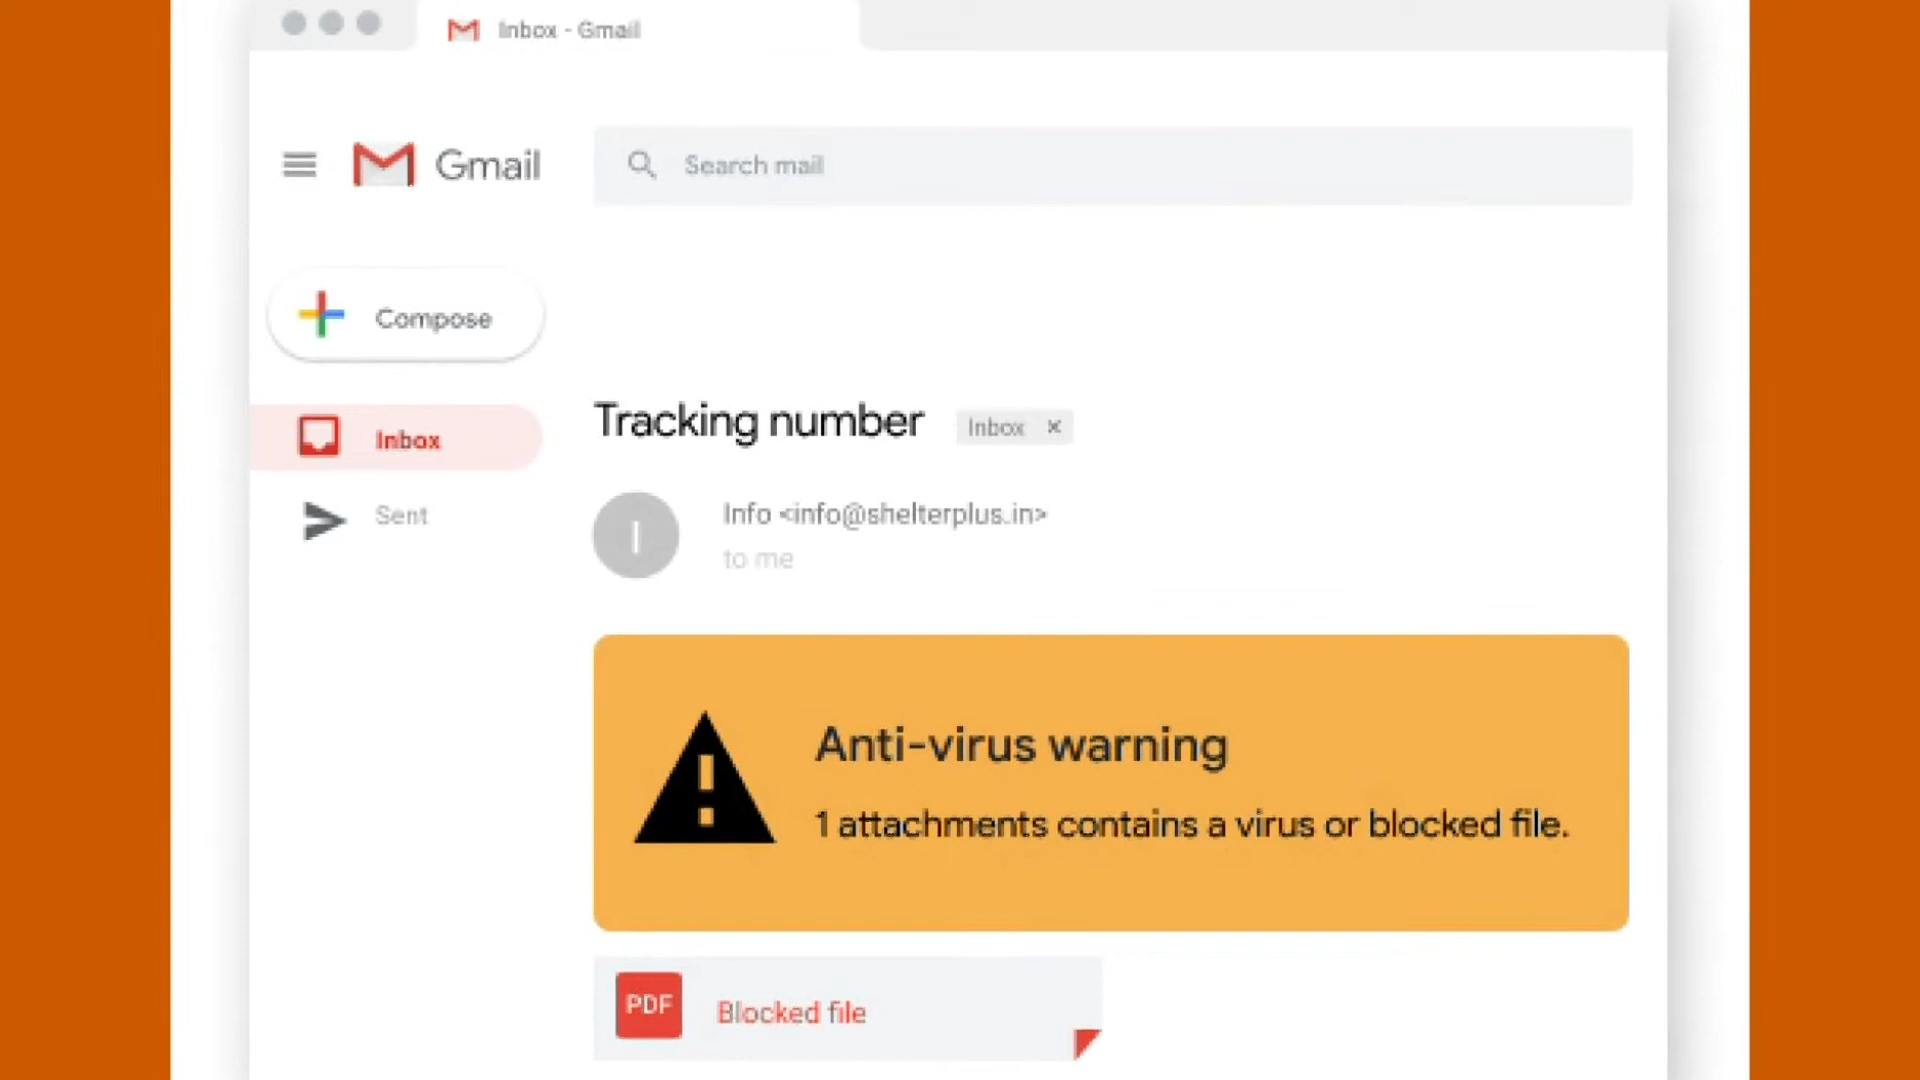 Inbox - Gmail
Gmail
Search mail
Compose
Inbox
Sent
Tracking number
Inbox ×
I
Info <info@shelterplus.in>
to me
Anti-virus warning
1 attachments contains a virus or blocked file.
PDF
Blocked file